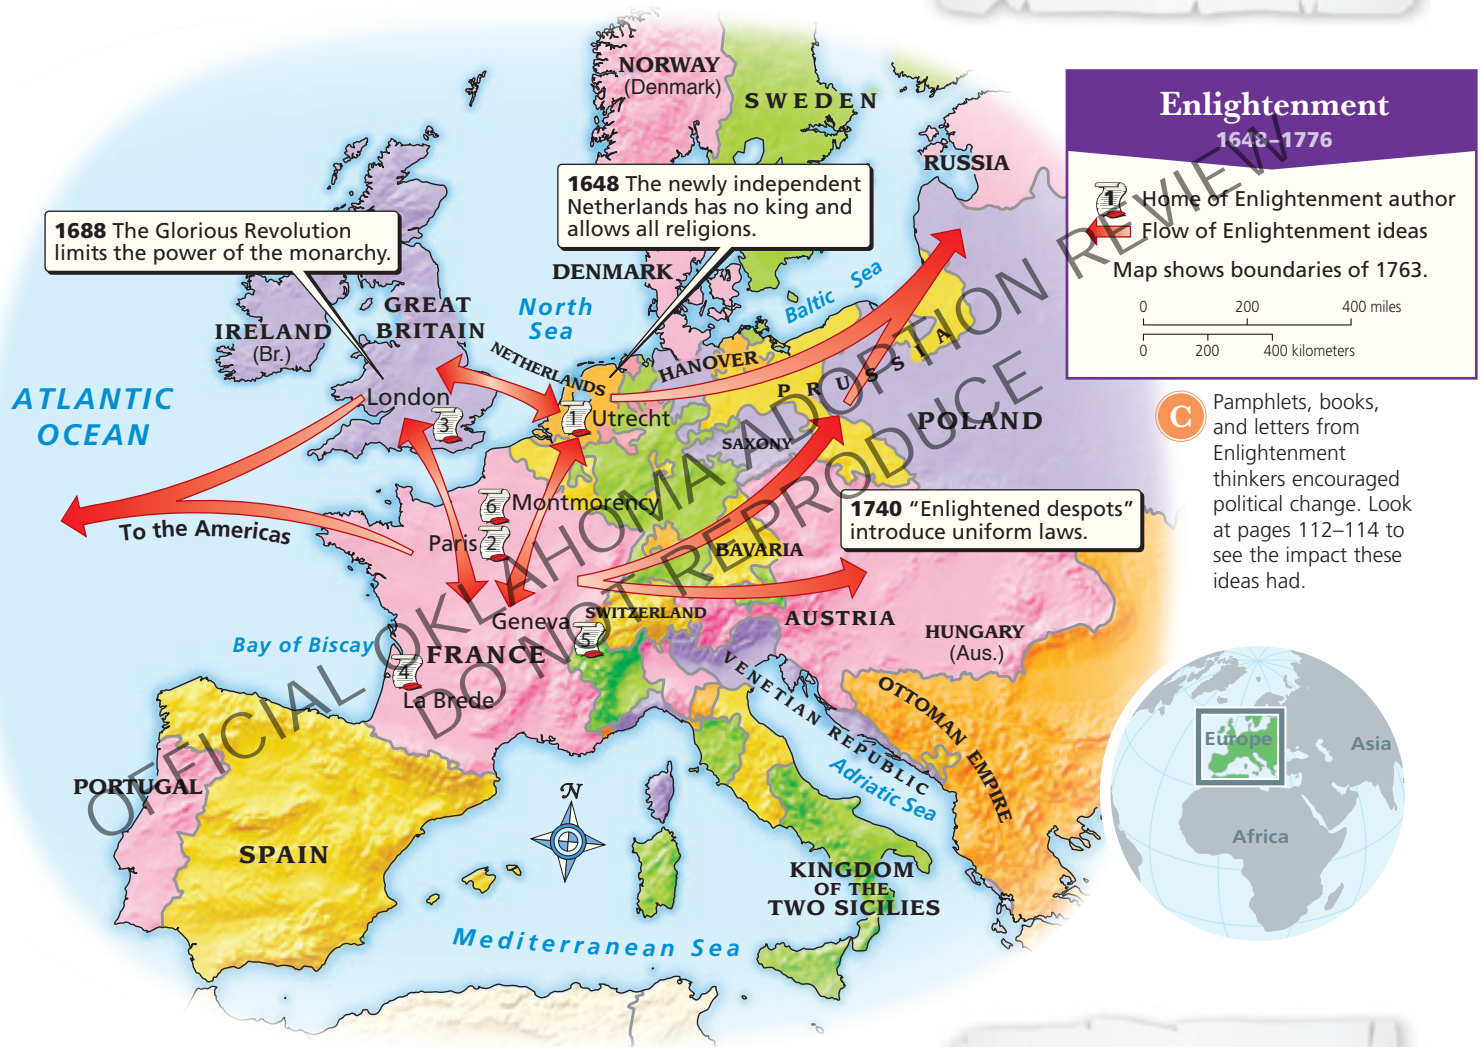 NORWAY
(Denmark)
SWEDEN
RUSSIA
Enlightenment
1648–1776
1 Home of Enlightenment author
Flow of Enlightenment ideas
Map shows boundaries of 1763.
0 200 400 miles
0 200 400 kilometers
1648 The newly independent
Netherlands has no king and
allows all religions.
1688 The Glorious Revolution
limits the power of the monarchy.
DENMARK
North
Sea
Baltic Sea
GREAT
BRITAIN
IRELAND
(Br.)
NETHERLANDS
HANOVER
PRUSSIA
ATLANTIC
OCEAN
London
3
1
Utrecht
SAXONY
POLAND
C
Pamphlets, books,
and letters from
Enlightenment
thinkers encouraged
political change. Look
at pages 112–114 to
see the impact these
ideas had.
6
Montmorency
Paris
2
To the Americas
1740 “Enlightened despots”
introduce uniform laws.
BAVARIA
Geneva
5
SWITZERLAND
AUSTRIA
HUNGARY
(Aus.)
Bay of Biscay
FRANCE
4
La Brede
VENETIAN REPUBLIC
OTTOMAN EMPIRE
Adriatic Sea
PORTUGAL
SPAIN
N
KINGDOM
OF THE
TWO SICILIES
Mediterranean Sea
Europe
Asia
Africa
OFFICIAL OKLAHOMA ADOPTION REVIEW
DO NOT REPRODUCE